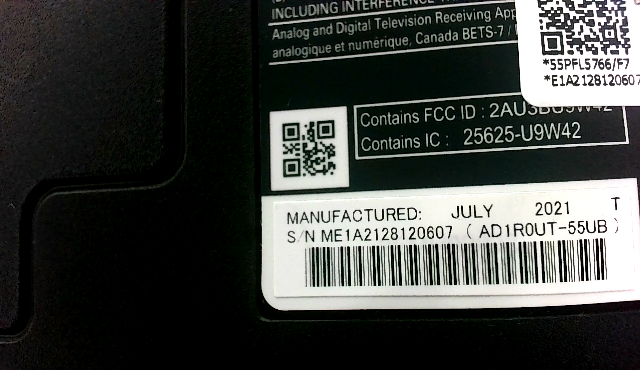 INCLUDING INTERFERENCE
Analog and Digital Television Receiving
analogique et numérique, Canada BETS-7 /
*55PFL5766/F7
*E1A2128120607
Contains FCC ID : 2AU3BU9W42
Contains IC : 25625-U9W42
MANUFACTURED: JULY 2021 T
S/N ME1A2128120607 ( AD1R0UT-55UB )